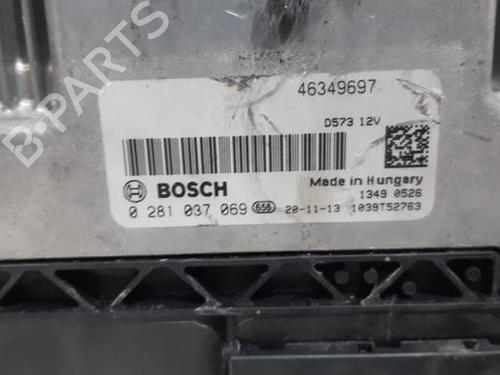 B-PARTS
46349697
D573 12V
BOSCH
Made in Hungary
1349 0526
0 281 037 069 656 20-11-13 1039T52763